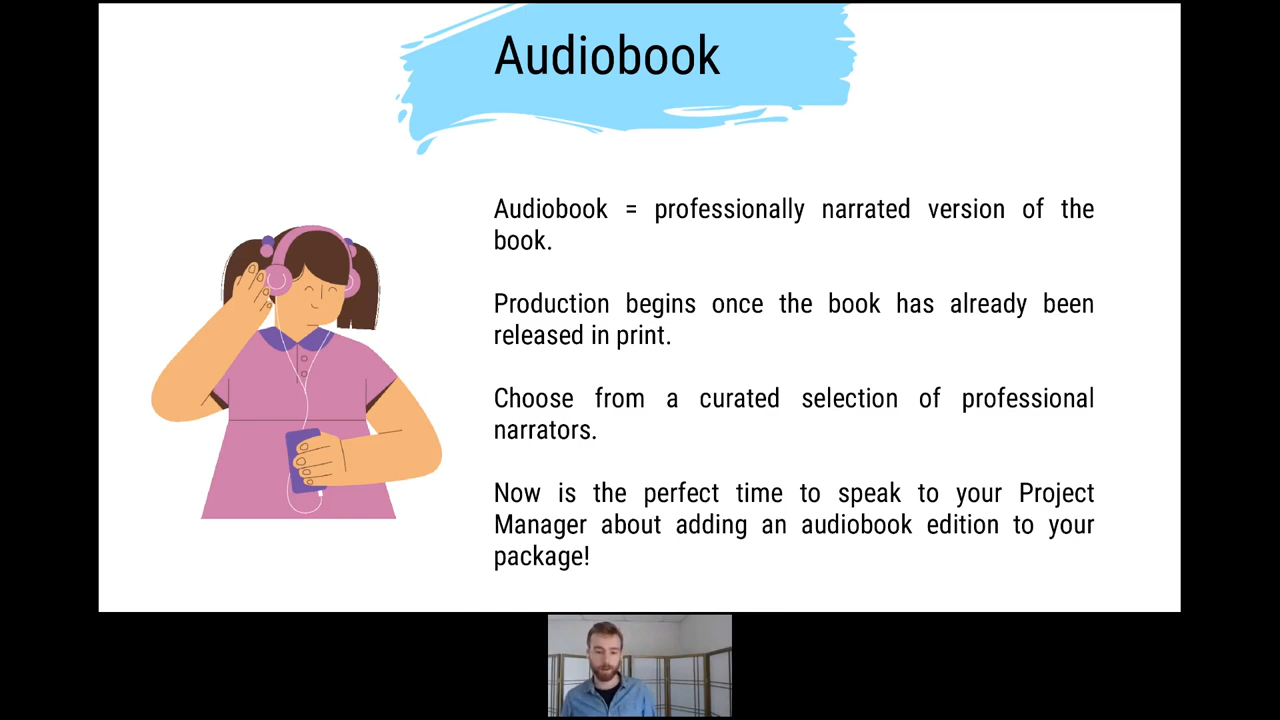 Audiobook
Audiobook = professionally narrated version of the
book.
Production begins once the book has already been
released in print.
Choose from a curated selection of professional
narrators.
Now is the perfect time to speak to your Project
Manager about adding an audiobook edition to your
package!